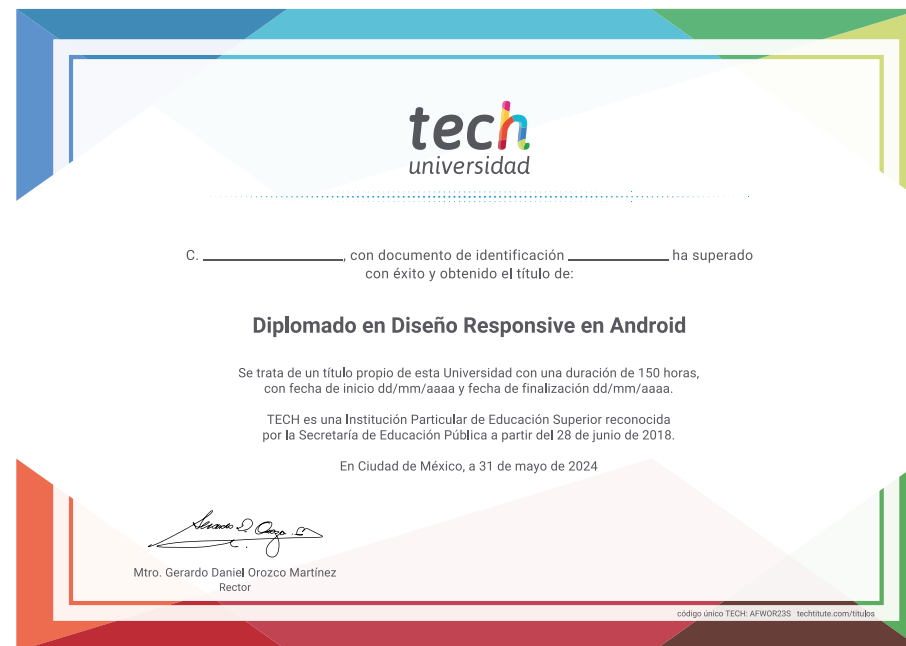 tech
universidad
C. ____________________, con documento de identificación ______________ ha superado
con éxito y obtenido el título de:
Diplomado en Diseño Responsive en Android
Se trata de un título propio de esta Universidad con una duración de 150 horas,
con fecha de inicio dd/mm/aaaa y fecha de finalización dd/mm/aaaa.
TECH es una Institución Particular de Educación Superior reconocida
por la Secretaría de Educación Pública a partir del 28 de junio de 2018.
En Ciudad de México, a 31 de mayo de 2024
Mtro. Gerardo Daniel Orozco Martínez
Rector
código único TECH: AFWOR23S techtitute.com/titulos